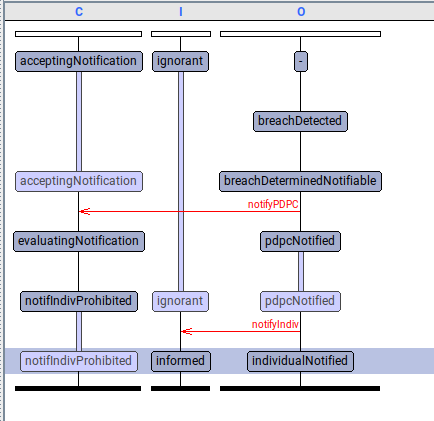 C I O
acceptingNotification ignorant -
breachDetected
acceptingNotification breachDeterminedNotifiable
notifyPDPC
evaluatingNotification pdpcNotified
notifIndivProhibited ignorant pdpcNotified
notifyIndiv
notifIndivProhibited informed individualNotified